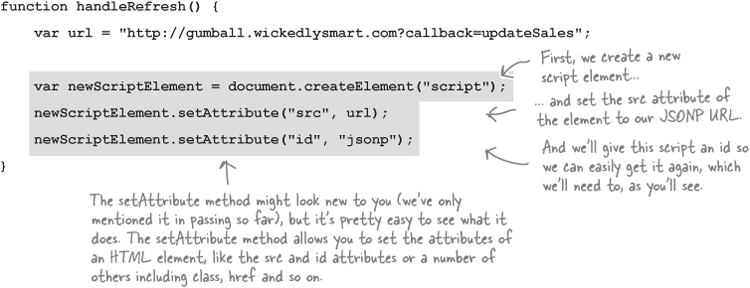 function handleRefresh() {
var url = "http://gumball.wickedlysmart.com?callback=updateSales";
First, we create a new
script element...
var newScriptElement = document.createElement("script");
newScriptElement.setAttribute("src", url);
newScriptElement.setAttribute("id", "jsonp");
... and set the src attribute of
the element to our JSONP URL.
And we'll give this script an id so
we can easily get it again, which
we'll need to, as you'll see.
}
The setAttribute method might look new to you (we've only
mentioned it in passing so far), but it's pretty easy to see what it
does. The setAttribute method allows you to set the attributes of
an HTML element, like the src and id attributes or a number of
others including class, href and so on.